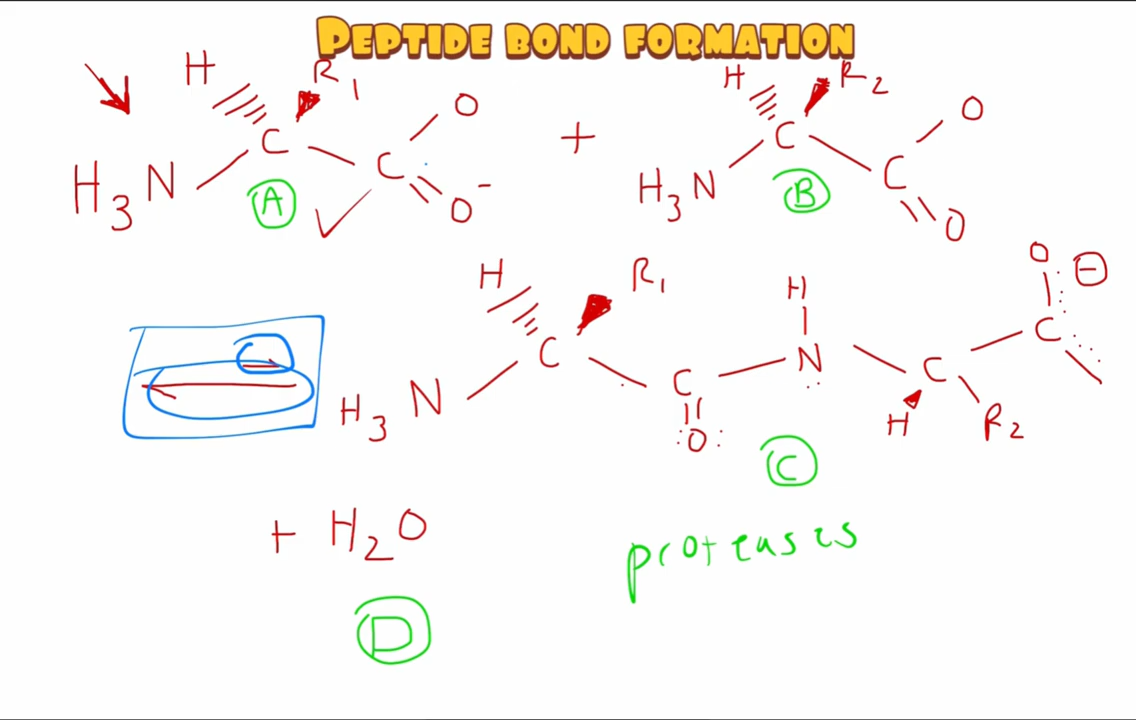 PEPTIDE BOND FORMATION
H R1 O + H R2 O
H3N C C O- H3N C C O
A B
H R1 H O ⊖
H3N C C N C C
O H R2
C
+ H2O
proteases
D